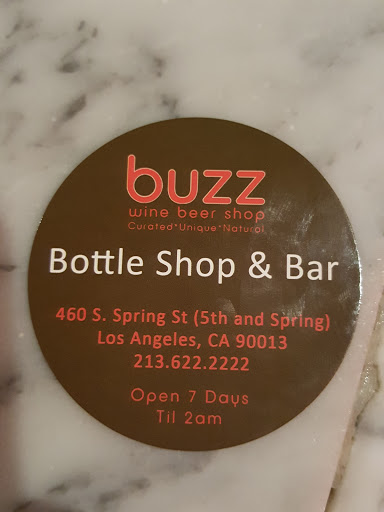 buzz
wine beer shop
Curated*Unique*Natural
Bottle Shop & Bar
460 S. Spring St (5th and Spring)
Los Angeles, CA 90013
213.622.2222
Open 7 Days
Til 2am